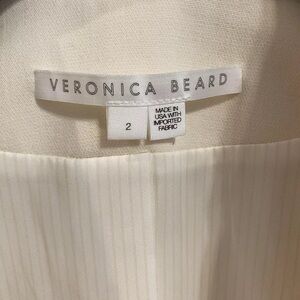 VERONICA BEARD
2
MADE IN
USA WITH
IMPORTED
FABRIC